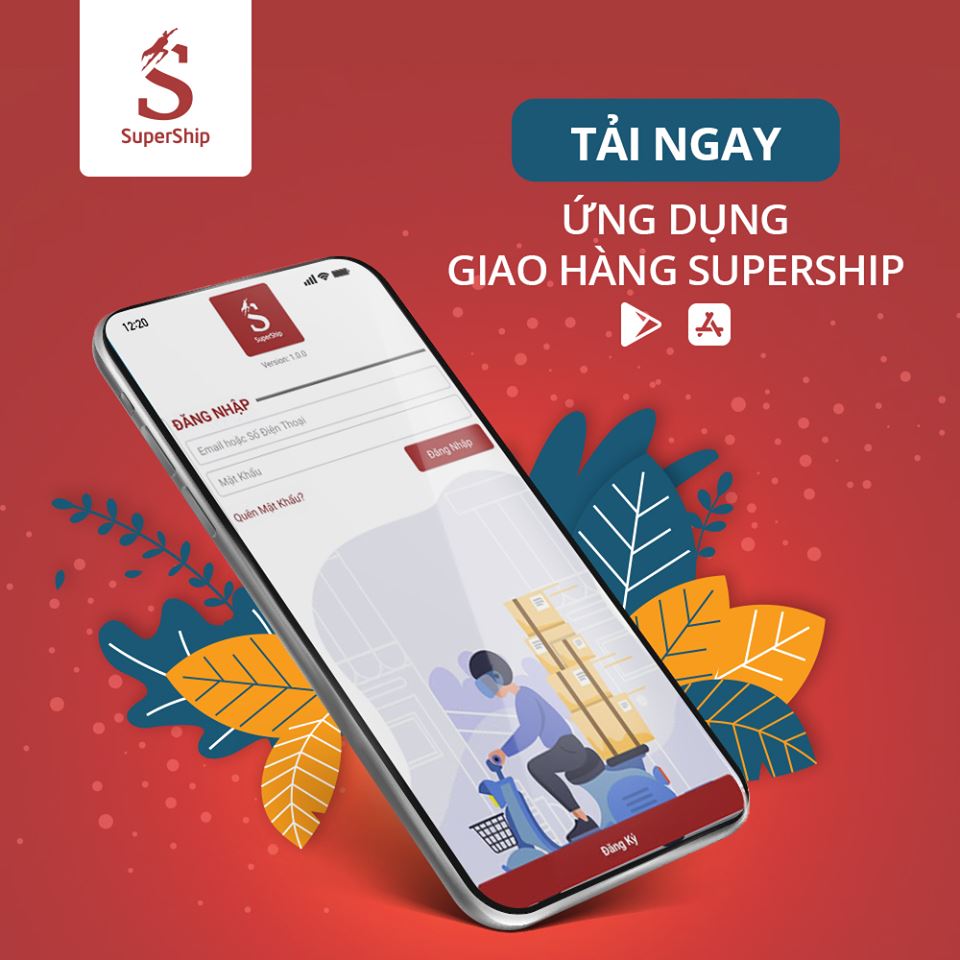 S
SuperShip
TẢI NGAY
ỨNG DỤNG
GIAO HÀNG SUPERSHIP
12:20
S
SuperShip
Version: 1.0.0
ĐĂNG NHẬP
Email hoặc Số Điện Thoại
Mật Khẩu
Đăng Nhập
Quên Mật Khẩu?
Đăng Ký